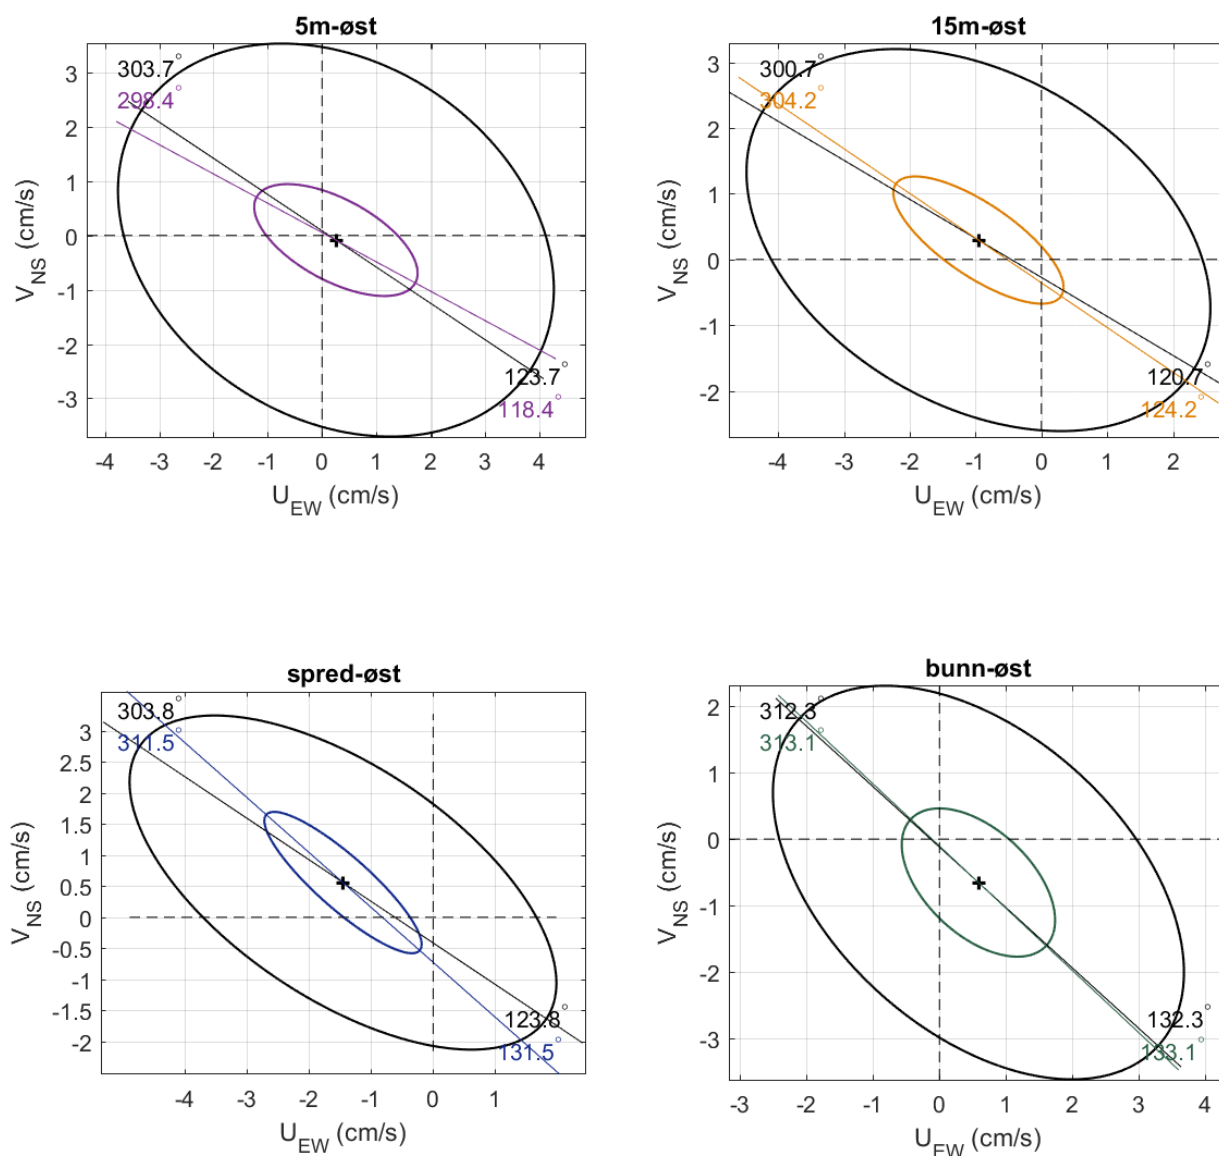 5m-øst
303.7°
298.4°
123.7°
118.4°
3
2
1
0
-1
-2
-3
V_NS (cm/s)
-4 -3 -2 -1 0 1 2 3 4
U_EW (cm/s)
15m-øst
300.7°
304.2°
120.7°
124.2°
3
2
1
0
-1
-2
V_NS (cm/s)
-4 -3 -2 -1 0 1 2
U_EW (cm/s)
spred-øst
303.8°
311.5°
123.8°
131.5°
3
2.5
2
1.5
1
0.5
0
-0.5
-1
-1.5
-2
V_NS (cm/s)
-4 -3 -2 -1 0 1
U_EW (cm/s)
bunn-øst
312.3°
313.1°
132.3°
133.1°
2
1
0
-1
-2
-3
V_NS (cm/s)
-3 -2 -1 0 1 2 3 4
U_EW (cm/s)